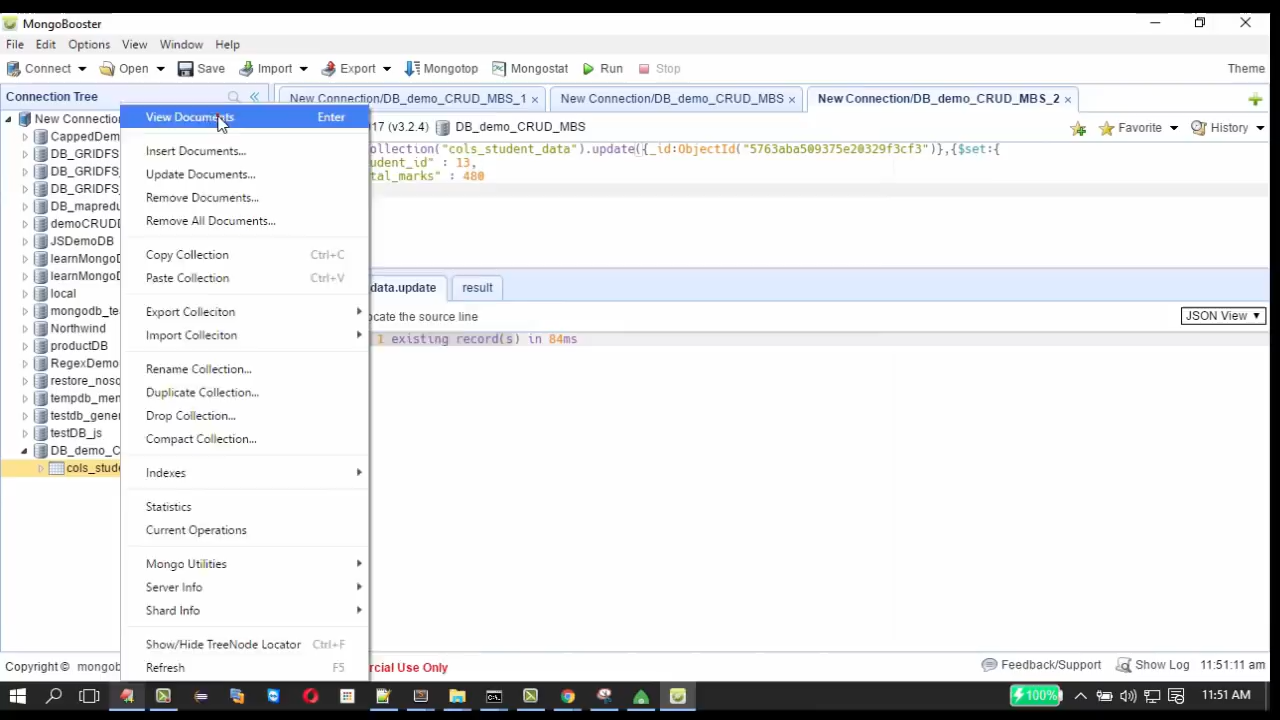 MongoBooster
File Edit Options View Window Help
Connect Open Save Import Export Mongotop Mongostat Run Stop Theme
Connection Tree
New Connection/DB_demo_CRUD_MBS_1 × New Connection/DB_demo_CRUD_MBS × New Connection/DB_demo_CRUD_MBS_2 ×
New Connection
CappedDem
DB_GRIDFS
DB_GRIDFS_
DB_GRIDFS_
DB_mapredu
demoCRUDD
JSDemoDB
learnMongoD
learnMongoD
local
mongodb_te
Northwind
productDB
RegexDemo
restore_noso
tempdb_mer
testdb_gener
testDB_js
DB_demo_C
cols_stude
View Documents Enter
Insert Documents...
Update Documents...
Remove Documents...
Remove All Documents...
Copy Collection Ctrl+C
Paste Collection Ctrl+V
Export Colleciton
Import Colleciton
Rename Collection...
Duplicate Collection...
Drop Collection...
Compact Collection...
Indexes
Statistics
Current Operations
Mongo Utilities
Server Info
Shard Info
Show/Hide TreeNode Locator Ctrl+F
Refresh F5
17 (v3.2.4) DB_demo_CRUD_MBS Favorite History
ollection("cols_student_data").update({_id:ObjectId("5763aba509375e20329f3cf3")},{$set:{
udent_id" : 13,
tal_marks" : 480
data.update result
ocate the source line JSON View
1 existing record(s) in 84ms
Copyright © mongob rcial Use Only Feedback/Support Show Log 11:51:11 am
100% 11:51 AM